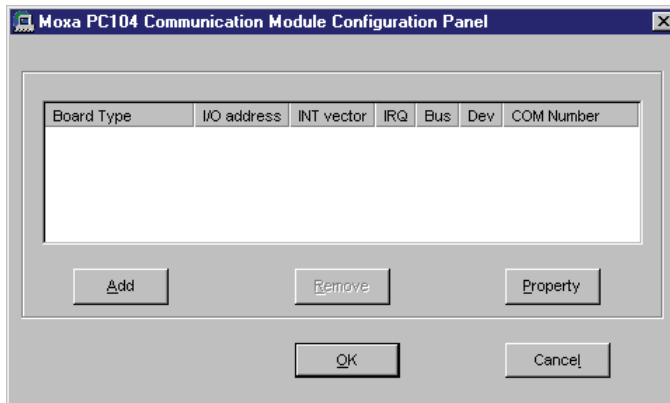 Moxa PC104 Communication Module Configuration Panel
Board Type I/O address INT vector IRQ Bus Dev COM Number
Add Remove Property
OK Cancel